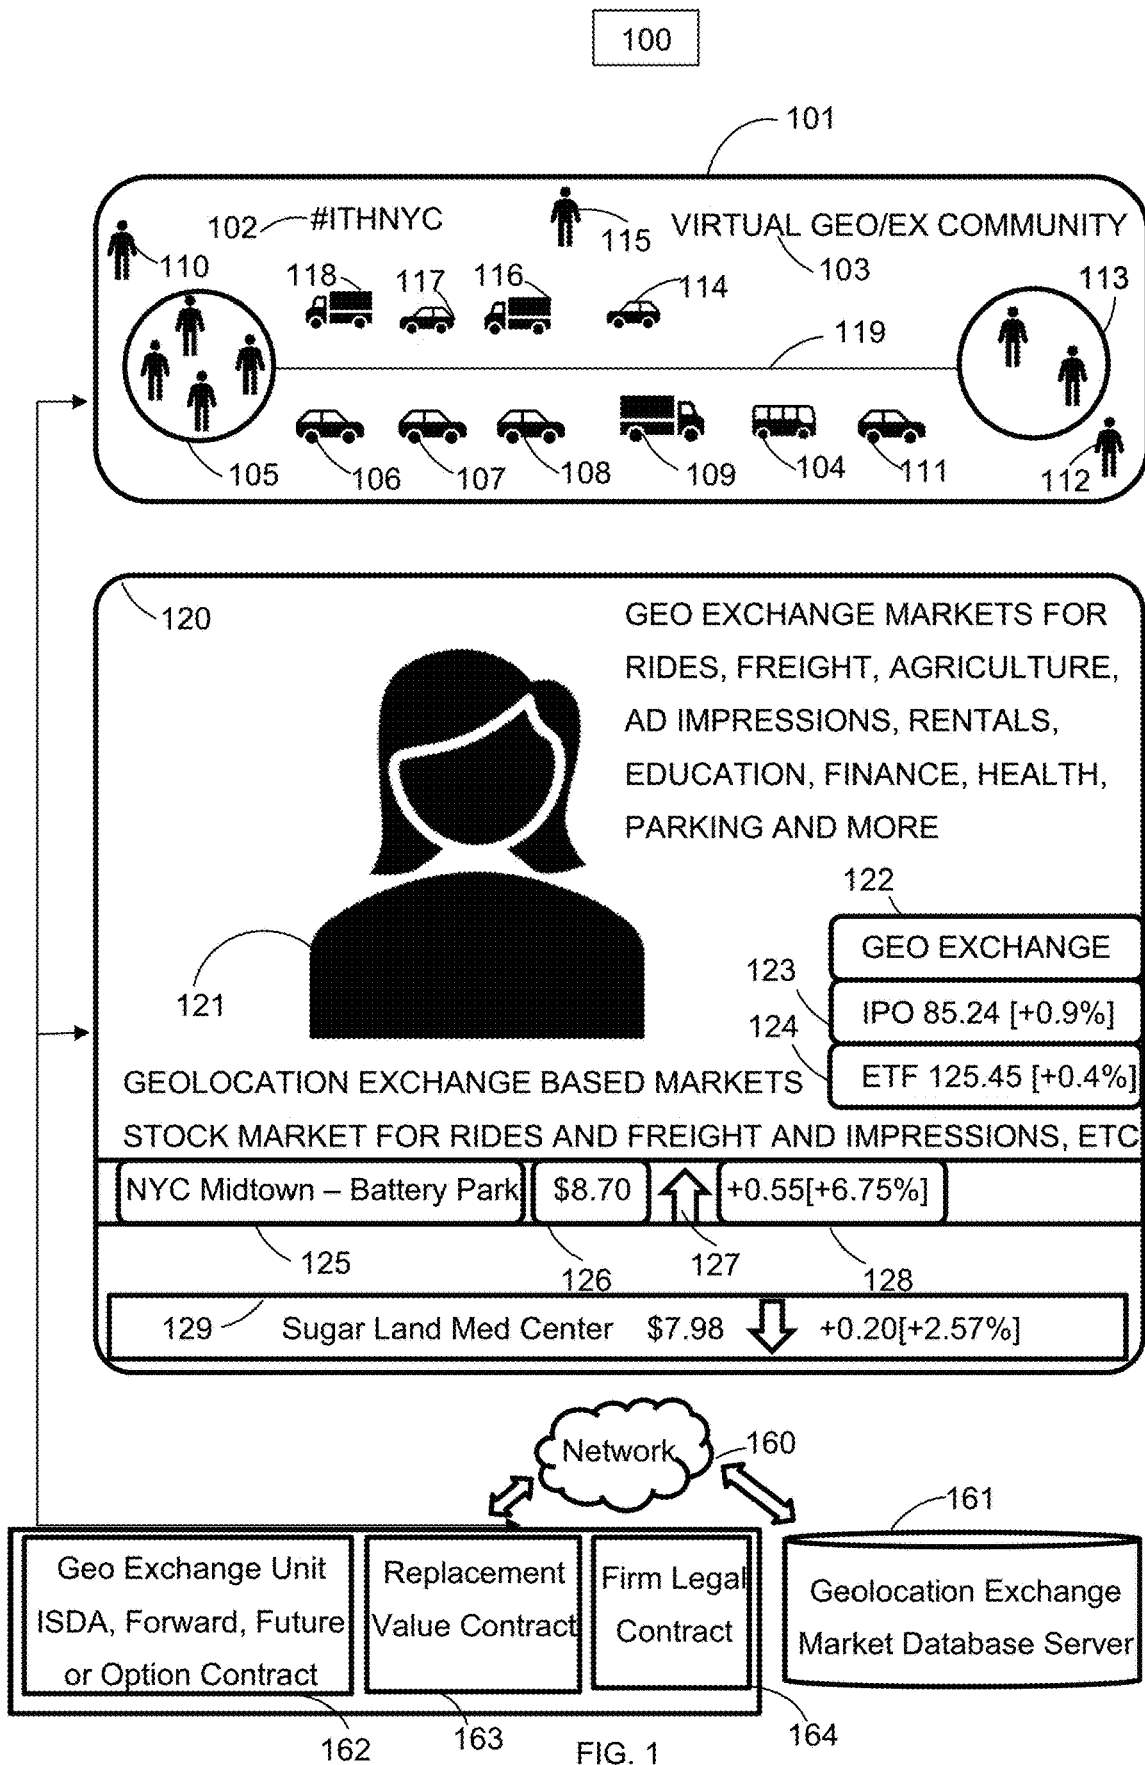 100
101
102 #ITHNYC 115 VIRTUAL GEO/EX COMMUNITY
110 103
118 117 116 114 113
119
105 106 107 108 109 104 111 112
120
GEO EXCHANGE MARKETS FOR
RIDES, FREIGHT, AGRICULTURE,
AD IMPRESSIONS, RENTALS,
EDUCATION, FINANCE, HEALTH,
PARKING AND MORE
122
GEO EXCHANGE
123
121
IPO 85.24 [+0.9%]
124
ETF 125.45 [+0.4%]
GEOLOCATION EXCHANGE BASED MARKETS
STOCK MARKET FOR RIDES AND FREIGHT AND IMPRESSIONS, ETC
NYC Midtown – Battery Park $8.70 +0.55[+6.75%]
125 126 127 128
129 Sugar Land Med Center $7.98 +0.20[+2.57%]
Network 160
161
Geo Exchange Unit
ISDA, Forward, Future
or Option Contract
Replacement
Value Contract
Firm Legal
Contract
Geolocation Exchange
Market Database Server
162 163 164
FIG. 1